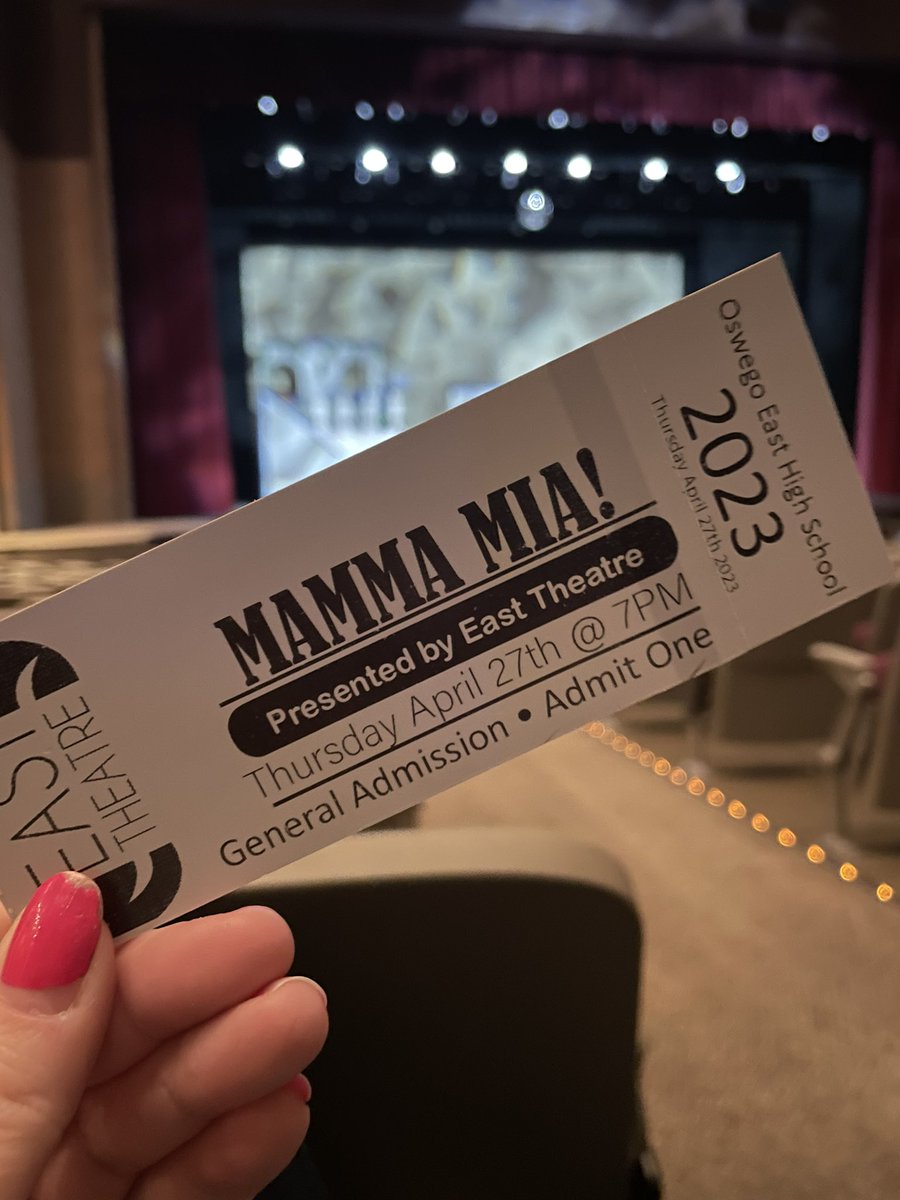 EAST
THEATRE
MAMMA MIA!
Presented by East Theatre
Thursday April 27th @ 7PM
General Admission • Admit One
Oswego East High School
2023
Thursday April 27th 2023